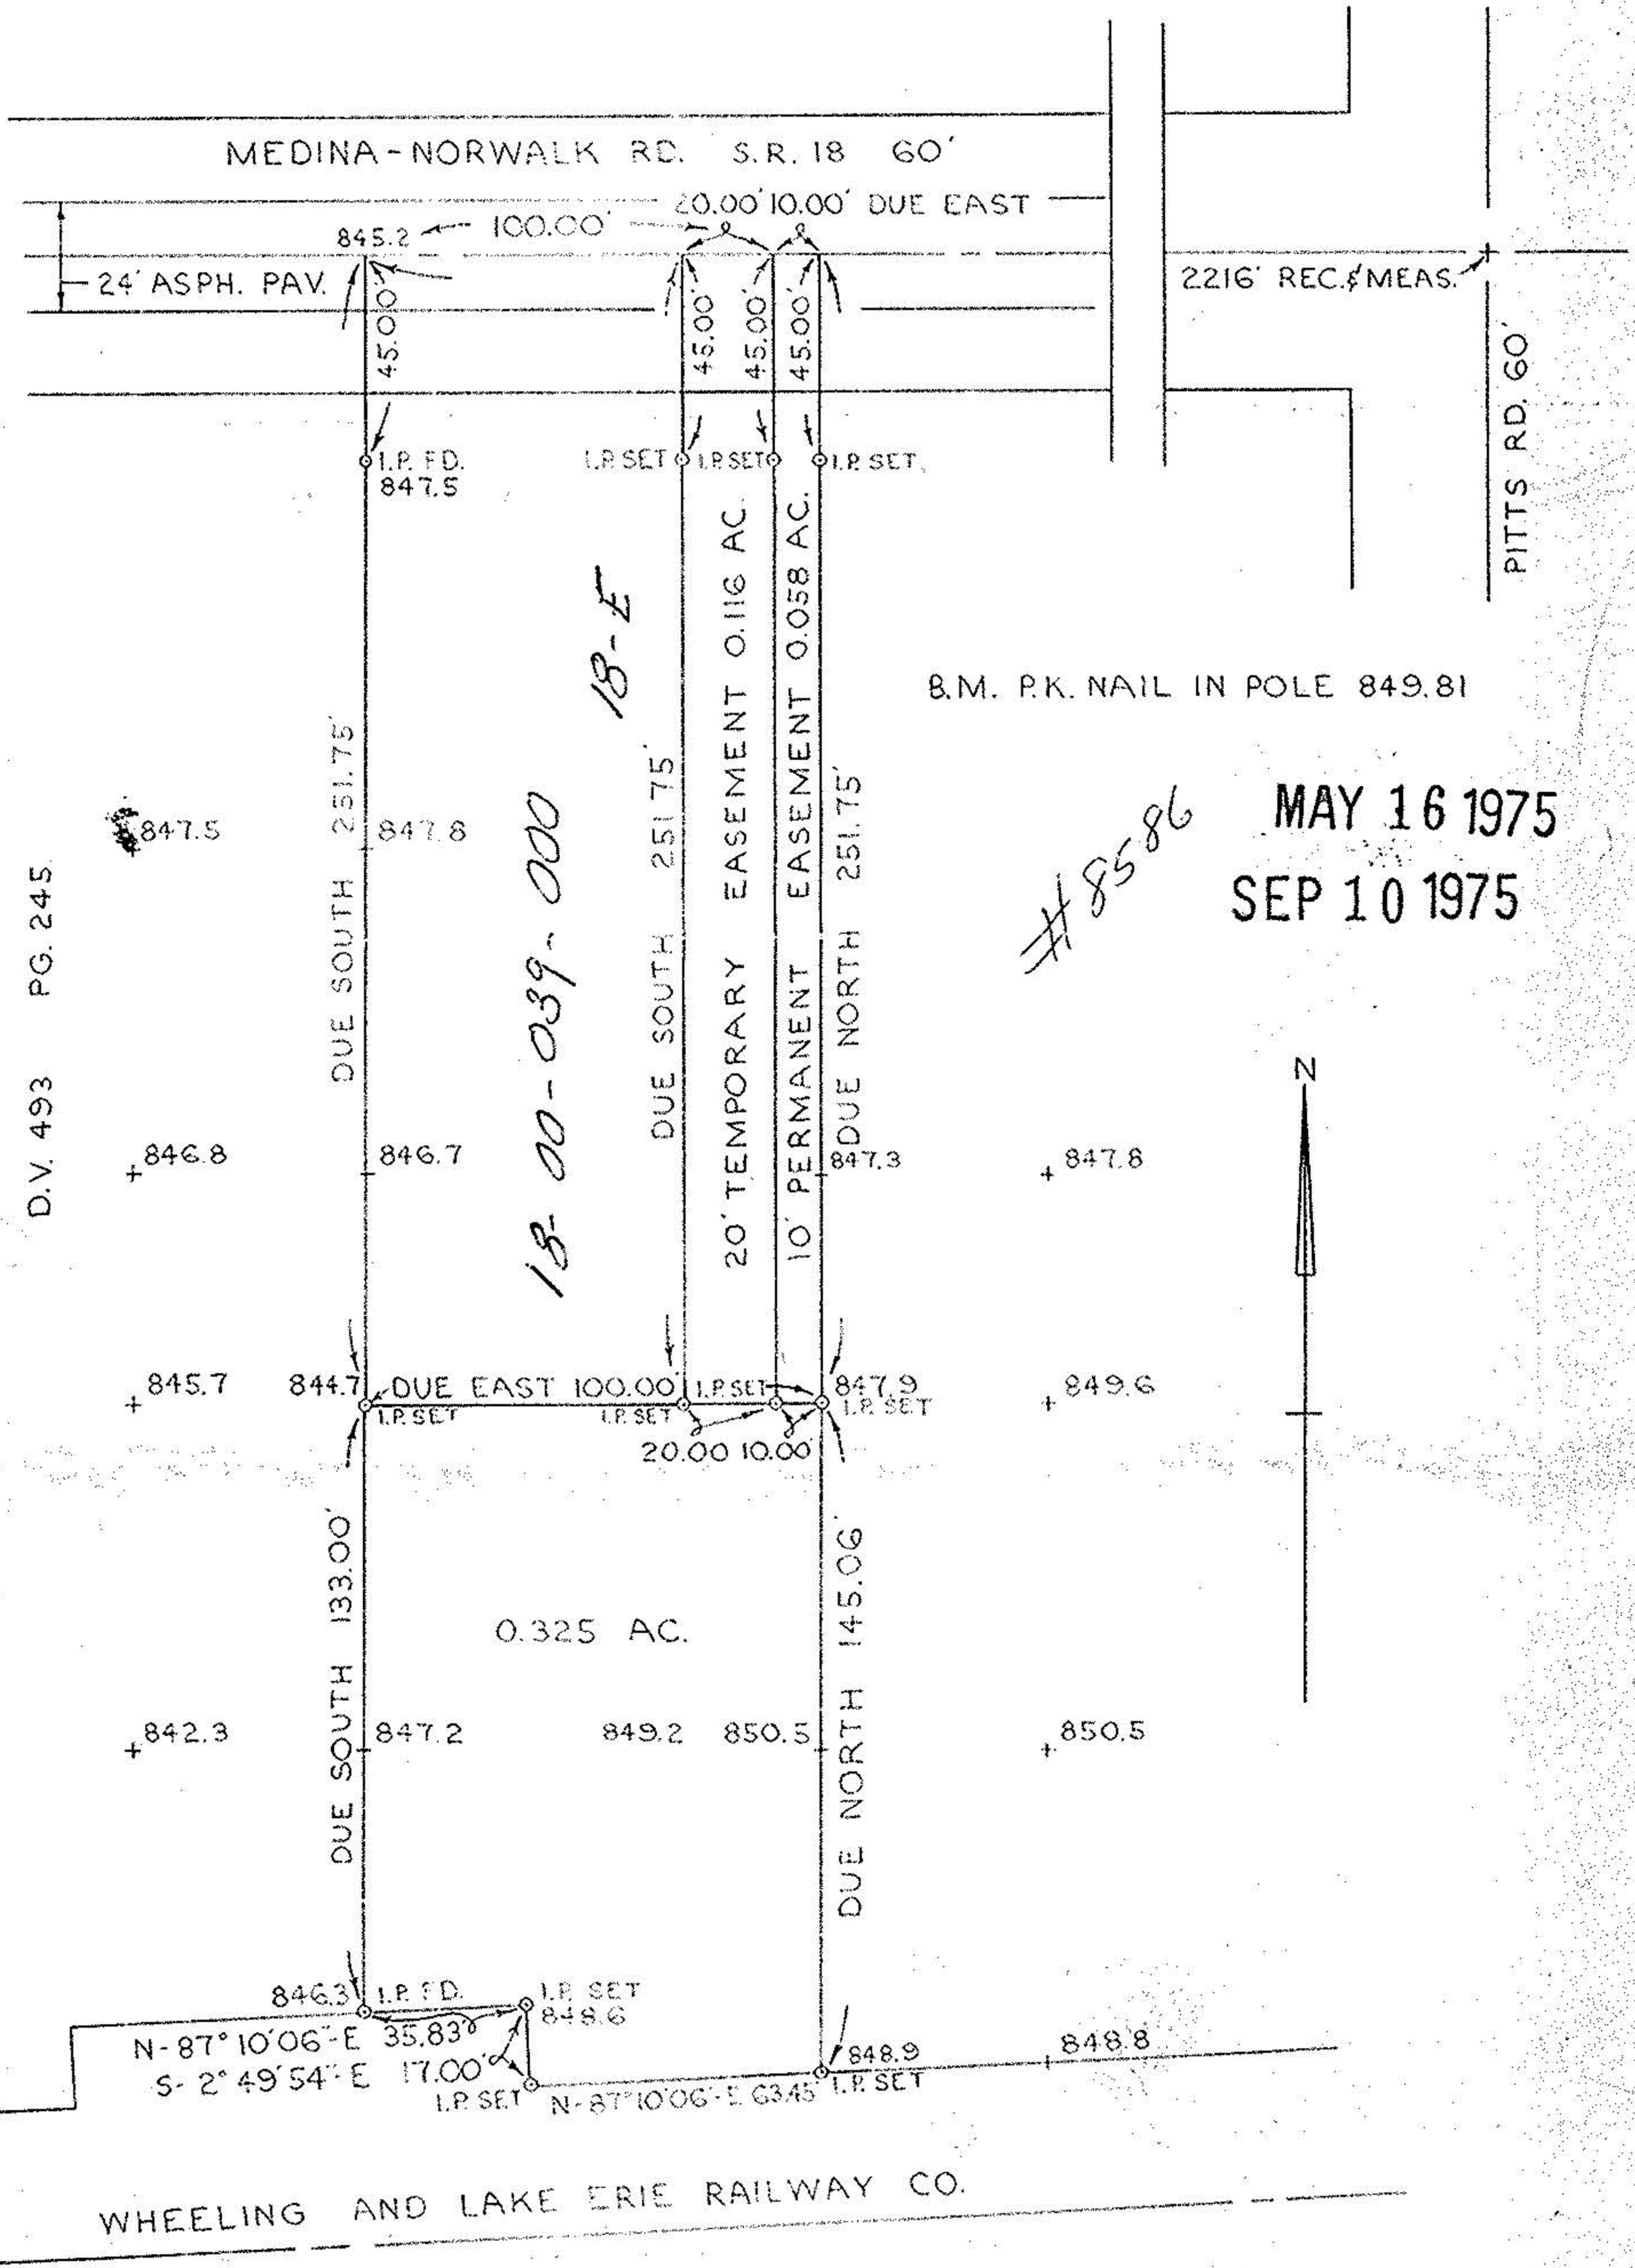 MEDINA-NORWALK RD. S.R. 18 60'
20.00' 10.00' DUE EAST
100.00'
845.2
24' ASPH. PAV.
2216' REC.&MEAS.
45.00'
45.00'
45.00'
45.00'
PITTS RD. 60'
I.P. FD.
847.5
I.P. SET
I.P. SET
I.P. SET
18-E
B.M. P.K. NAIL IN POLE 849.81
MAY 16 1975
SEP 10 1975
#8586
D.V. 493 PG. 245
847.5
847.8
DUE SOUTH 251.75'
18-00-039-000
DUE SOUTH 251.75'
20' TEMPORARY EASEMENT 0.116 AC.
10' PERMANENT EASEMENT 0.058 AC.
DUE NORTH 251.75'
N
846.8
846.7
847.3
847.8
845.7
844.7
DUE EAST 100.00'
I.P. SET
847.9
849.6
I.P. SET
I.P. SET
I.P. SET
20.00 10.00'
DUE SOUTH 133.00'
0.325 AC.
DUE NORTH 145.06'
842.3
847.2
849.2
850.5
850.5
846.3
I.P. FD.
I.P. SET
848.6
N-87°10'06"-E 35.83'
S-2°49'54"-E 17.00'
I.P. SET
N-87°10'06"-E 63.45'
848.9
I.P. SET
848.8
WHEELING AND LAKE ERIE RAILWAY CO.